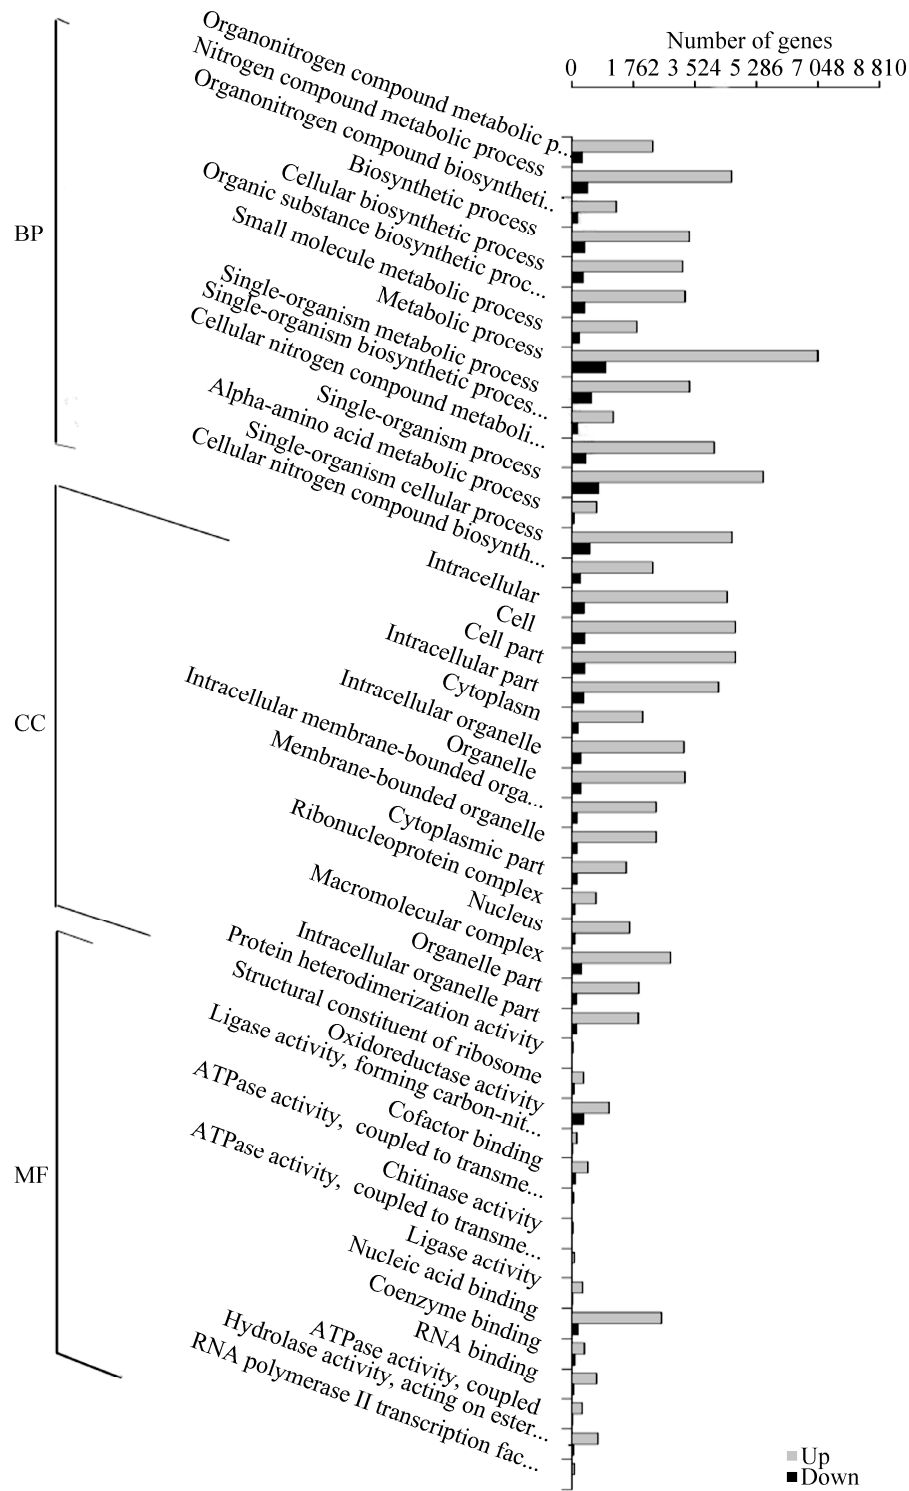 Number of genes
0 1 762 3 524 5 286 7 048 8 810
BP
Organonitrogen compound metabolic p...
Nitrogen compound metabolic process
Organonitrogen compound biosyntheti..
Biosynthetic process
Cellular biosynthetic process
Organic substance biosynthetic proc...
Small molecule metabolic process
Metabolic process
Single-organism metabolic process
Single-organism biosynthetic proces...
Cellular nitrogen compound metaboli...
Single-organism process
Alpha-amino acid metabolic process
Single-organism cellular process
Cellular nitrogen compound biosynth...
CC
Intracellular
Cell
Cell part
Intracellular part
Cytoplasm
Intracellular organelle
Organelle
Intracellular membrane-bounded orga...
Membrane-bounded organelle
Cytoplasmic part
Ribonucleoprotein complex
Nucleus
Macromolecular complex
Organelle part
Intracellular organelle part
MF
Protein heterodimerization activity
Structural constituent of ribosome
Oxidoreductase activity
Ligase activity, forming carbon-nit...
Cofactor binding
ATPase activity, coupled to transme...
Chitinase activity
ATPase activity, coupled to transme...
Ligase activity
Nucleic acid binding
Coenzyme binding
RNA binding
ATPase activity, coupled
Hydrolase activity, acting on ester...
RNA polymerase II transcription fac...
Up
Down